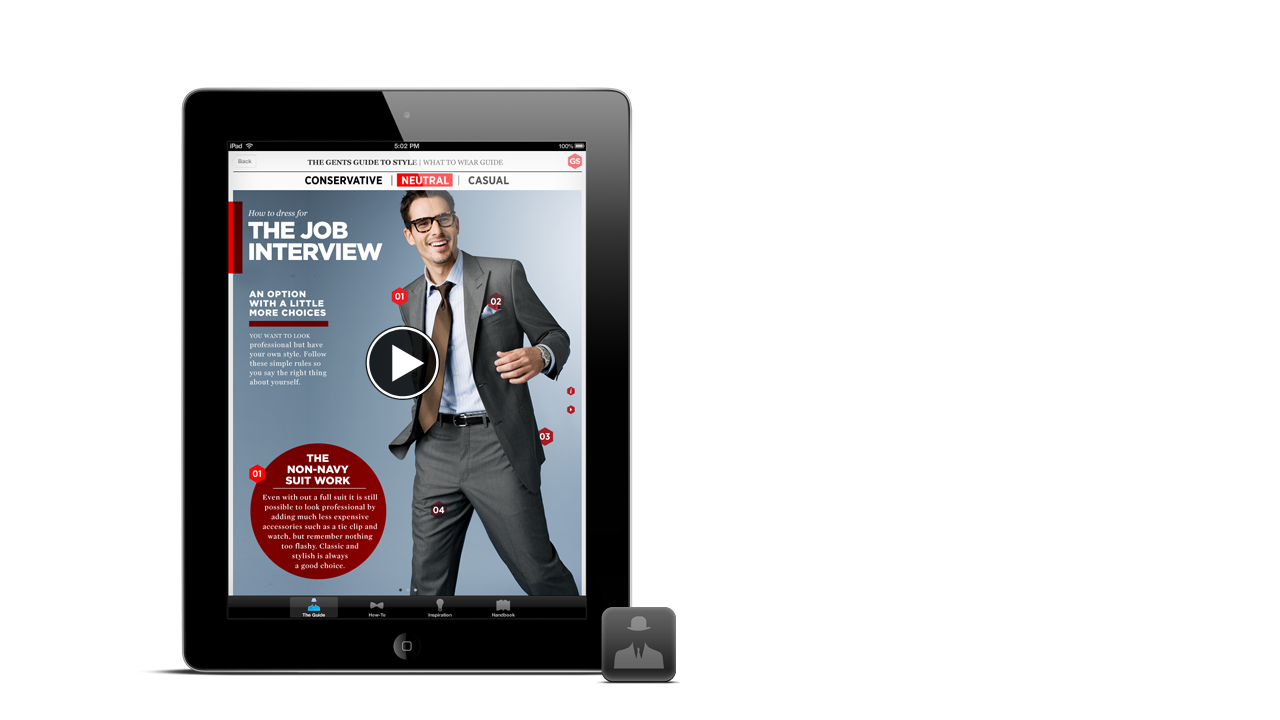 iPad 5:02 PM 100%
Back
THE GENTS GUIDE TO STYLE | WHAT TO WEAR GUIDE
GS
CONSERVATIVE | NEUTRAL | CASUAL
How to dress for
THE JOB
INTERVIEW
AN OPTION
WITH A LITTLE
MORE CHOICES
YOU WANT TO LOOK
professional but have
your own style. Follow
these simple rules so
you say the right thing
about yourself.
01
02
03
04
01
THE
NON-NAVY
SUIT WORK
Even with out a full suit it is still
possible to look professional by
adding much less expensive
accessories such as a tie clip and
watch, but remember nothing
too flashy. Classic and
stylish is always
a good choice.
The Guide How-To Inspiration Handbook